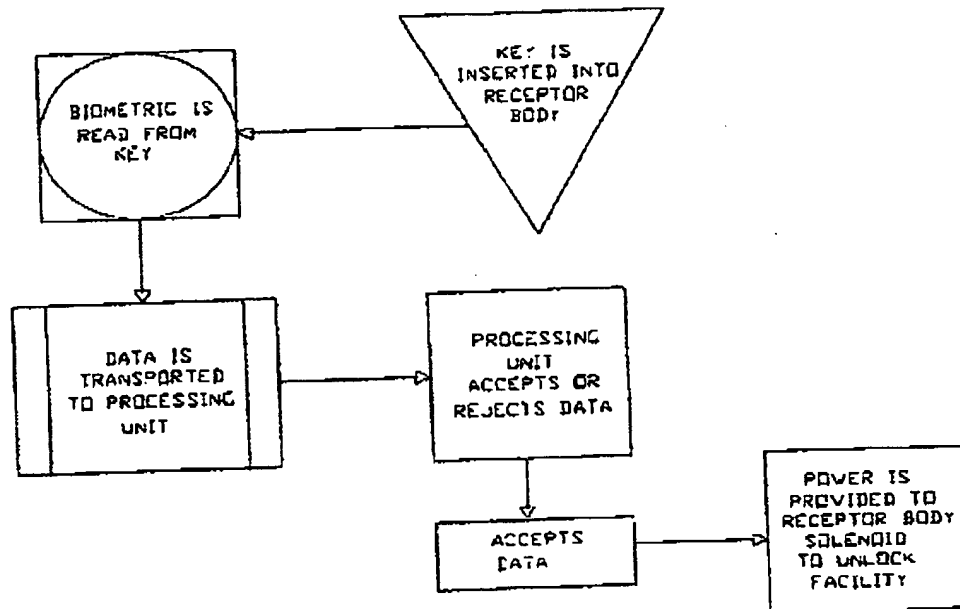 KEY IS
INSERTED INTO
RECEPTOR
BODY
BIOMETRIC IS
READ FROM
KEY
DATA IS
TRANSPORTED
TO PROCESSING
UNIT
PROCESSING
UNIT
ACCEPTS OR
REJECTS DATA
ACCEPTS
DATA
POWER IS
PROVIDED TO
RECEPTOR BODY
SOLENOID
TO UNLOCK
FACILITY